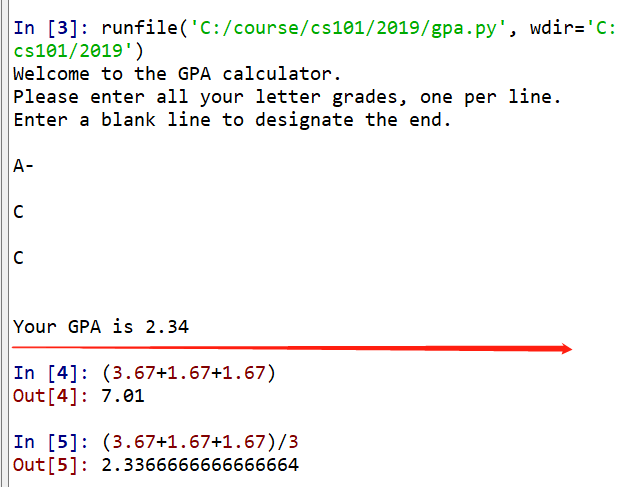 In [3]: runfile('C:/course/cs101/2019/gpa.py', wdir='C:
cs101/2019')
Welcome to the GPA calculator.
Please enter all your letter grades, one per line.
Enter a blank line to designate the end.
A-
C
C
Your GPA is 2.34
In [4]: (3.67+1.67+1.67)
Out[4]: 7.01
In [5]: (3.67+1.67+1.67)/3
Out[5]: 2.3366666666666664